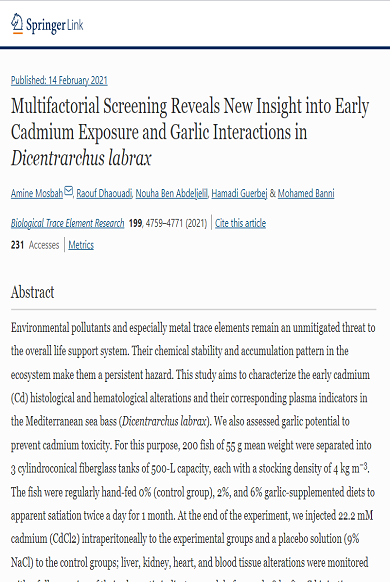 Springer Link
Published: 14 February 2021
Multifactorial Screening Reveals New Insight into Early
Cadmium Exposure and Garlic Interactions in
Dicentrarchus labrax
Amine Mosbah, Raouf Dhaouadi, Nouha Ben Abdeljelil, Hamadi Guerbej & Mohamed Banni
Biological Trace Element Research 199, 4759–4771 (2021) | Cite this article
231 Accesses | Metrics
Abstract
Environmental pollutants and especially metal trace elements remain an unmitigated threat to
the overall life support system. Their chemical stability and accumulation pattern in the
ecosystem make them a persistent hazard. This study aims to characterize the early cadmium
(Cd) histological and hematological alterations and their corresponding plasma indicators in
the Mediterranean sea bass (Dicentrarchus labrax). We also assessed garlic potential to
prevent cadmium toxicity. For this purpose, 200 fish of 55 g mean weight were separated into
3 cylindroconical fiberglass tanks of 500-L capacity, each with a stocking density of 4 kg m−3.
The fish were regularly hand-fed 0% (control group), 2%, and 6% garlic-supplemented diets to
apparent satiation twice a day for 1 month. At the end of the experiment, we injected 22.2 mM
cadmium (CdCl2) intraperitoneally to the experimental groups and a placebo solution (9%
NaCl) to the control groups; liver, kidney, heart, and blood tissue alterations were monitored